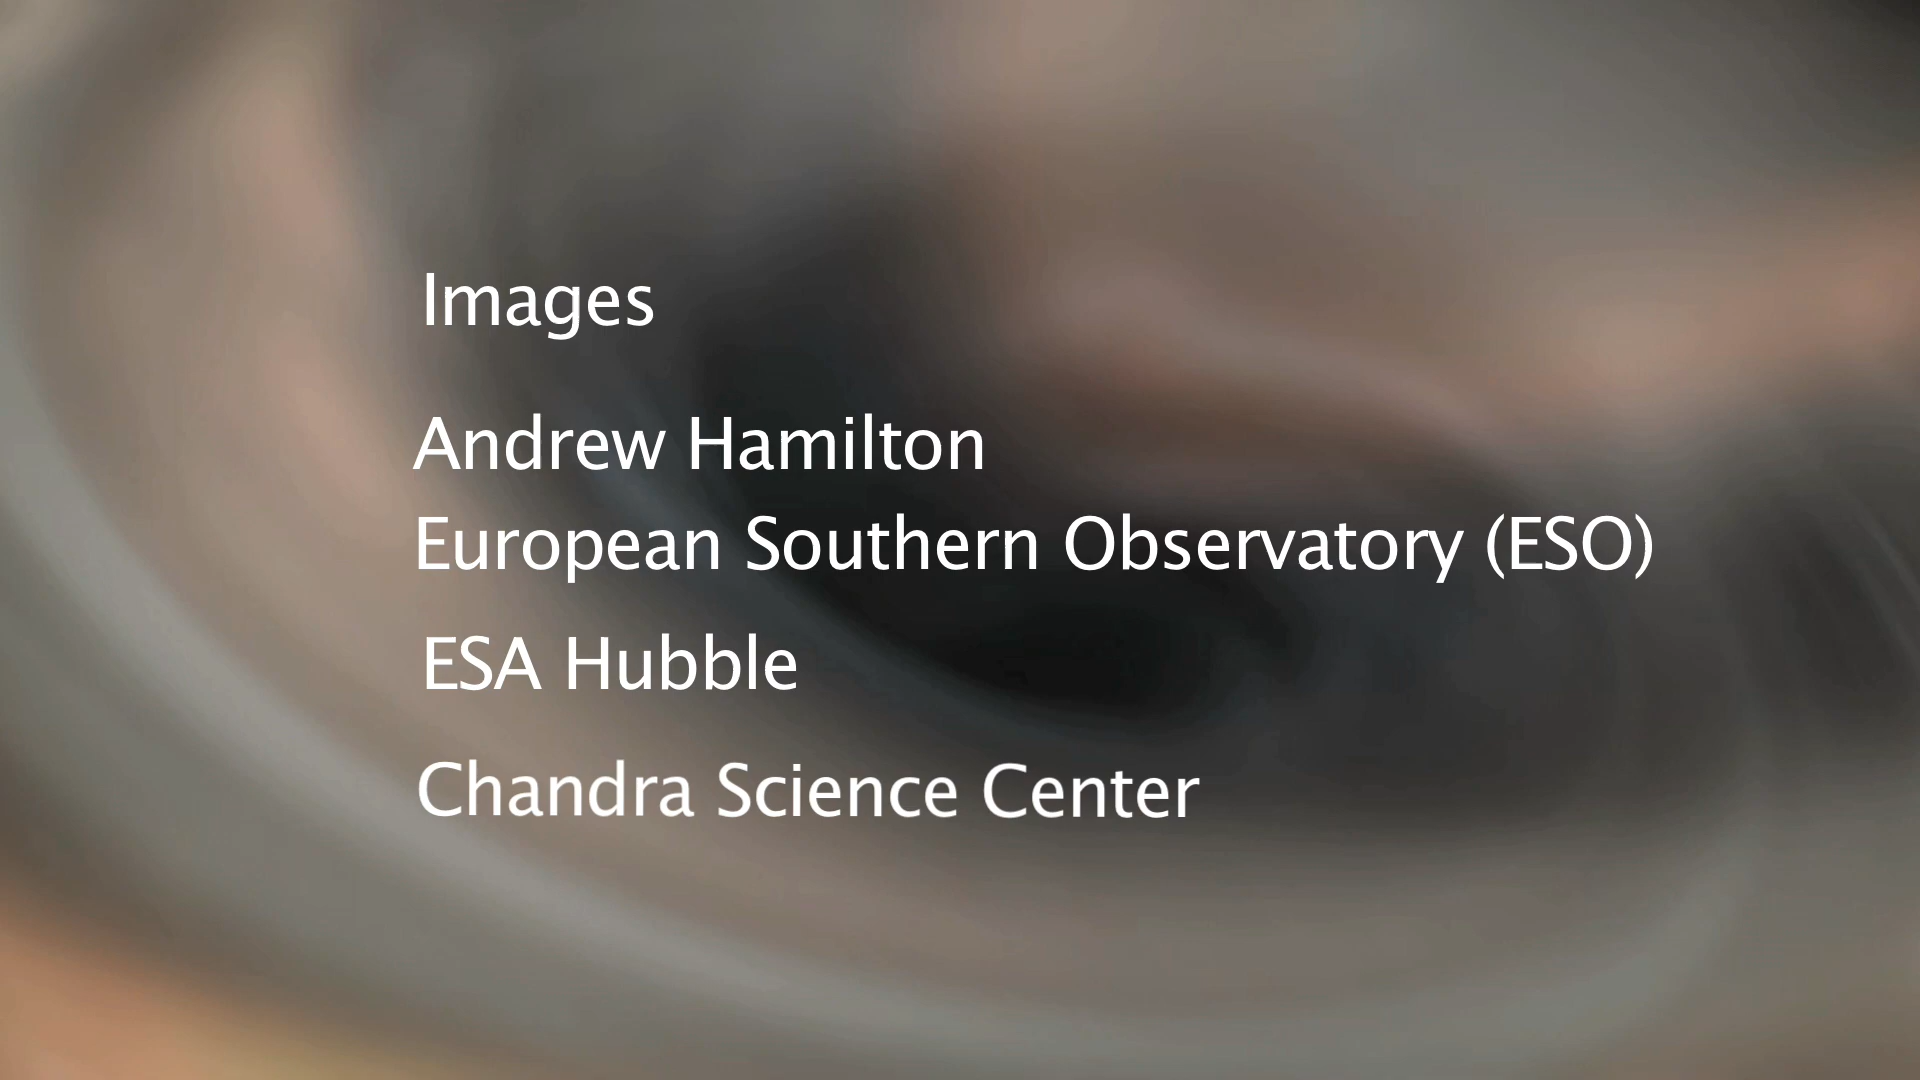 Images
Andrew Hamilton
European Southern Observatory (ESO)
ESA Hubble
Chandra Science Center